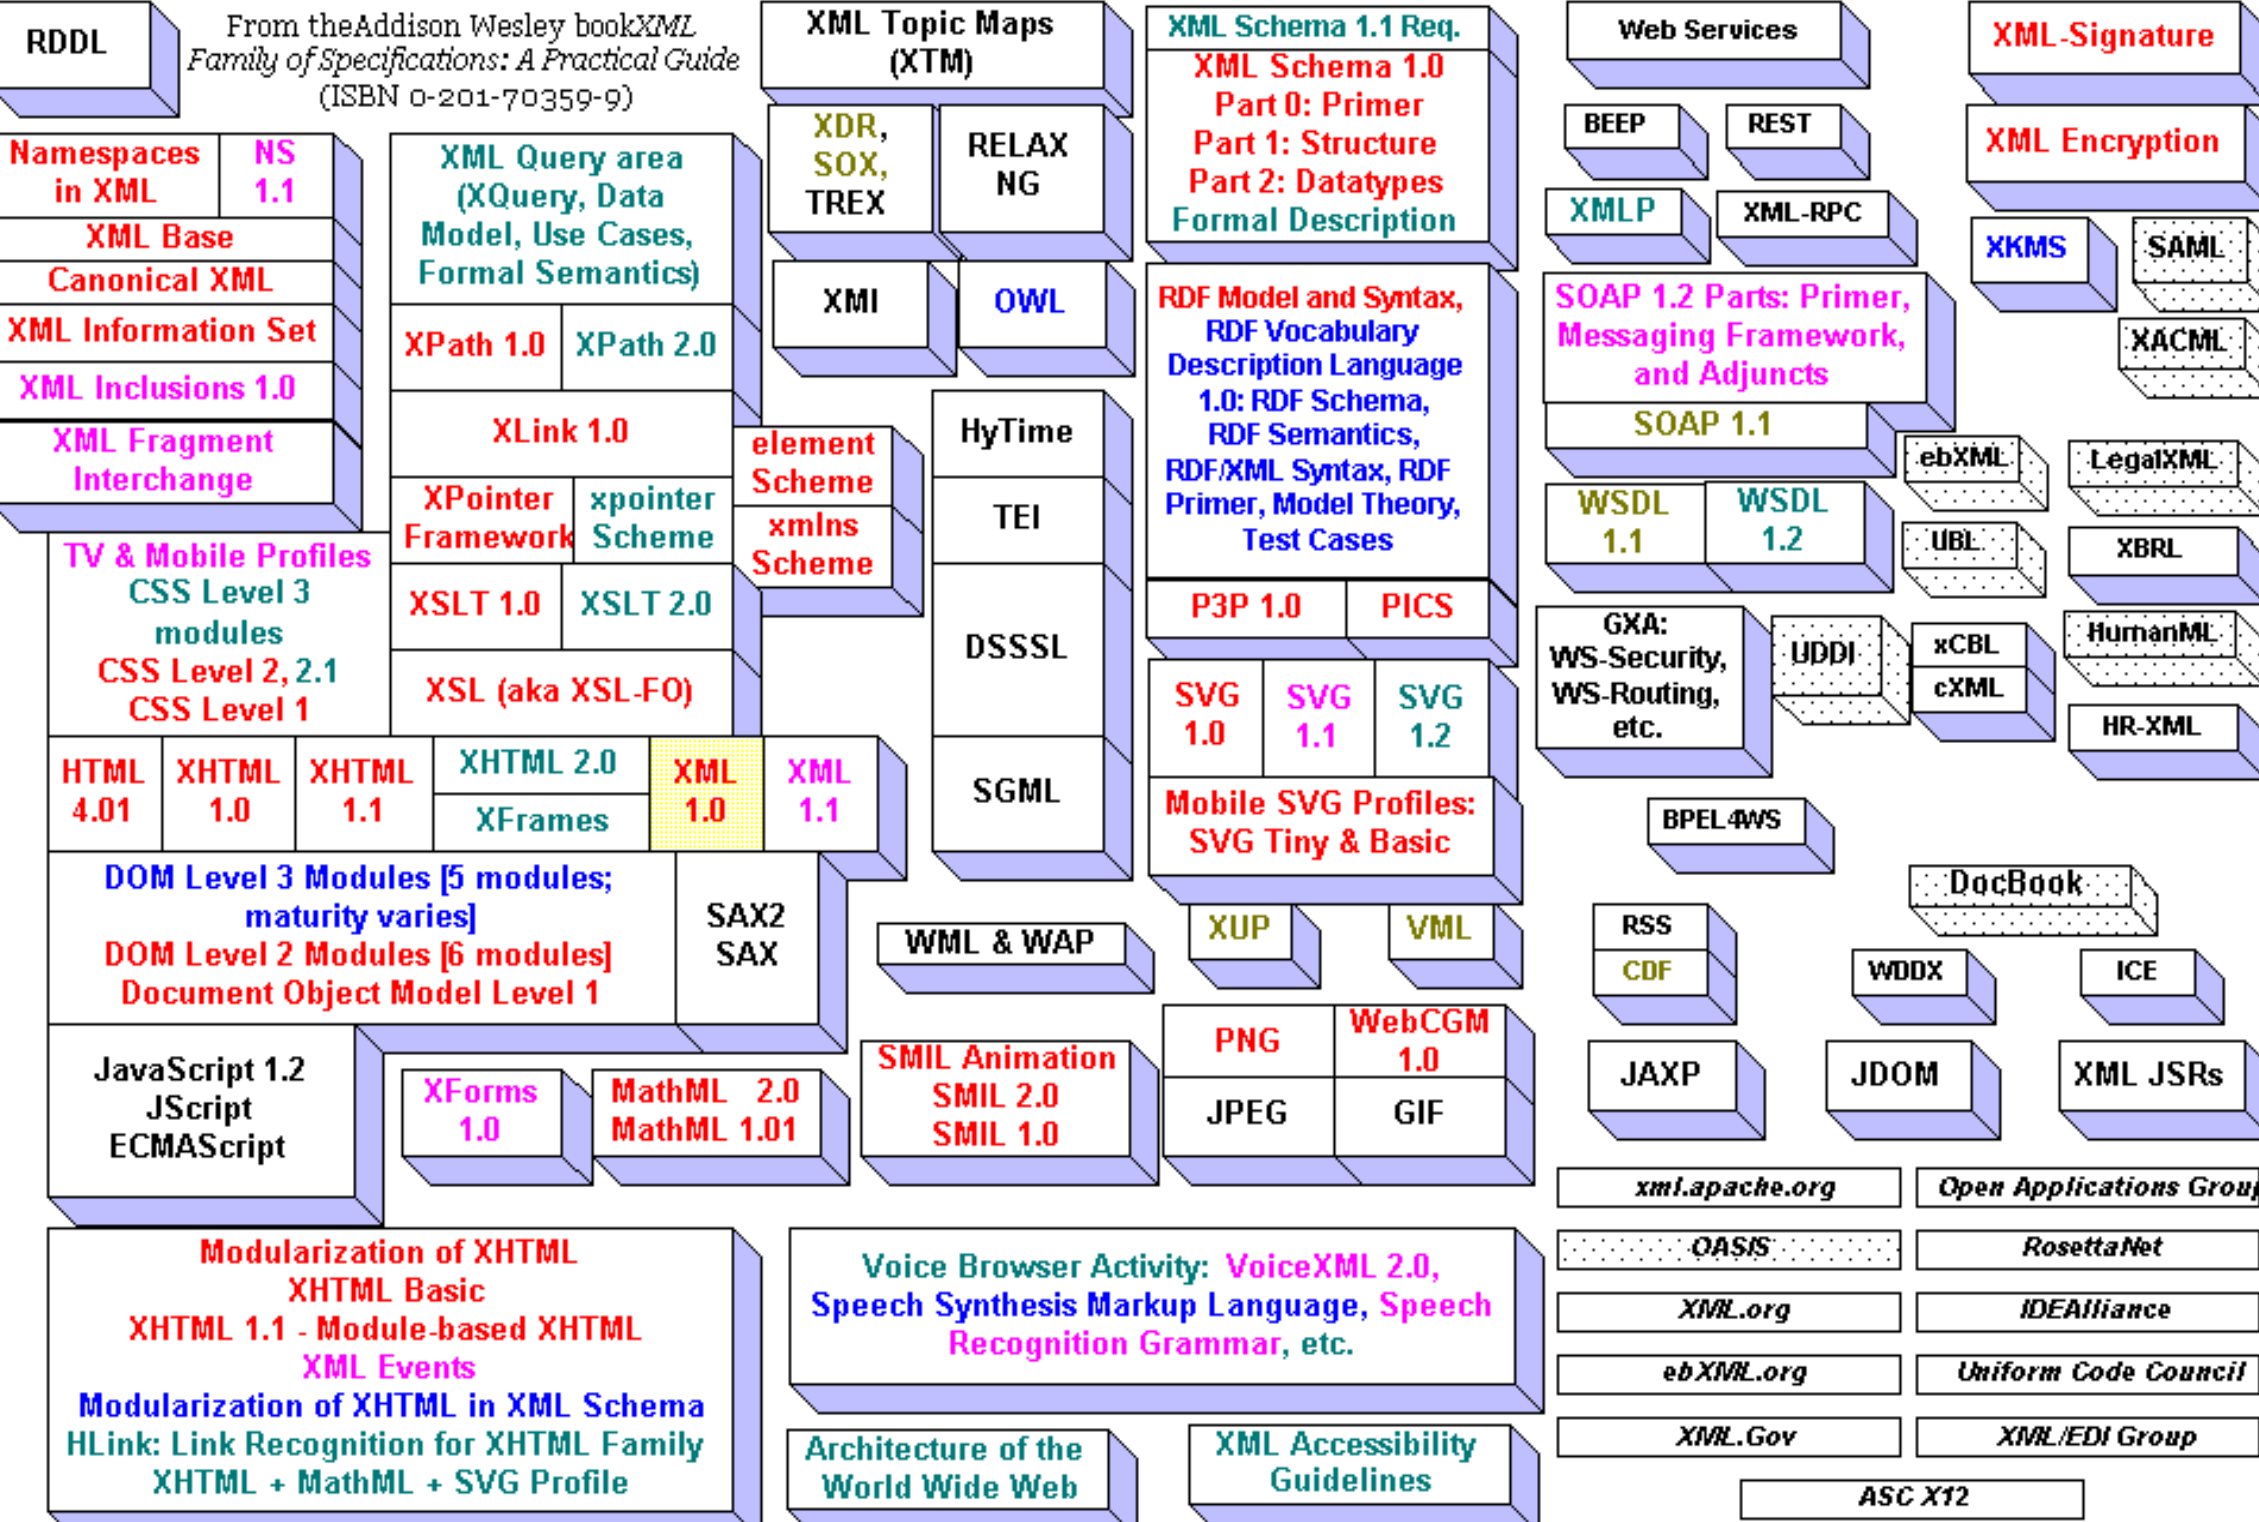 RDDL
From theAddison Wesley bookXML
Family of Specifications: A Practical Guide
(ISBN 0-201-70359-9)
XML Topic Maps
(XTM)
XML Schema 1.1 Req.
XML Schema 1.0
Part 0: Primer
Part 1: Structure
Part 2: Datatypes
Formal Description
Web Services
XML-Signature
BEEP
REST
XML Encryption
Namespaces
in XML
NS
1.1
XML Base
Canonical XML
XML Information Set
XML Inclusions 1.0
XML Fragment
Interchange
XML Query area
(XQuery, Data
Model, Use Cases,
Formal Semantics)
XPath 1.0
XPath 2.0
XLink 1.0
XPointer
Framework
xpointer
Scheme
element
Scheme
xmlns
Scheme
XSLT 1.0
XSLT 2.0
XSL (aka XSL-FO)
XDR,
SOX,
TREX
RELAX
NG
XMI
OWL
HyTime
TEI
DSSSL
SGML
RDF Model and Syntax,
RDF Vocabulary
Description Language
1.0: RDF Schema,
RDF Semantics,
RDF/XML Syntax, RDF
Primer, Model Theory,
Test Cases
P3P 1.0
PICS
SVG
1.0
SVG
1.1
SVG
1.2
Mobile SVG Profiles:
SVG Tiny & Basic
XUP
VML
XMLP
XML-RPC
XKMS
SAML
XACML
SOAP 1.2 Parts: Primer,
Messaging Framework,
and Adjuncts
SOAP 1.1
WSDL
1.1
WSDL
1.2
ebXML
LegalXML
UBL
XBRL
GXA:
WS-Security,
WS-Routing,
etc.
UDDI
xCBL
cXML
HumanML
HR-XML
BPEL4WS
DocBook
RSS
CDF
WDDX
ICE
JAXP
JDOM
XML JSRs
TV & Mobile Profiles
CSS Level 3
modules
CSS Level 2, 2.1
CSS Level 1
HTML
4.01
XHTML
1.0
XHTML
1.1
XHTML 2.0
XFrames
XML
1.0
XML
1.1
DOM Level 3 Modules [5 modules;
maturity varies]
DOM Level 2 Modules [6 modules]
Document Object Model Level 1
SAX2
SAX
WML & WAP
JavaScript 1.2
JScript
ECMAScript
XForms
1.0
MathML 2.0
MathML 1.01
SMIL Animation
SMIL 2.0
SMIL 1.0
PNG
WebCGM
1.0
JPEG
GIF
Modularization of XHTML
XHTML Basic
XHTML 1.1 - Module-based XHTML
XML Events
Modularization of XHTML in XML Schema
HLink: Link Recognition for XHTML Family
XHTML + MathML + SVG Profile
Voice Browser Activity: VoiceXML 2.0,
Speech Synthesis Markup Language, Speech
Recognition Grammar, etc.
Architecture of the
World Wide Web
XML Accessibility
Guidelines
xml.apache.org
Open Applications Group
OASIS
RosettaNet
XML.org
IDEAlliance
ebXML.org
Uniform Code Council
XML.Gov
XML/EDI Group
ASC X12